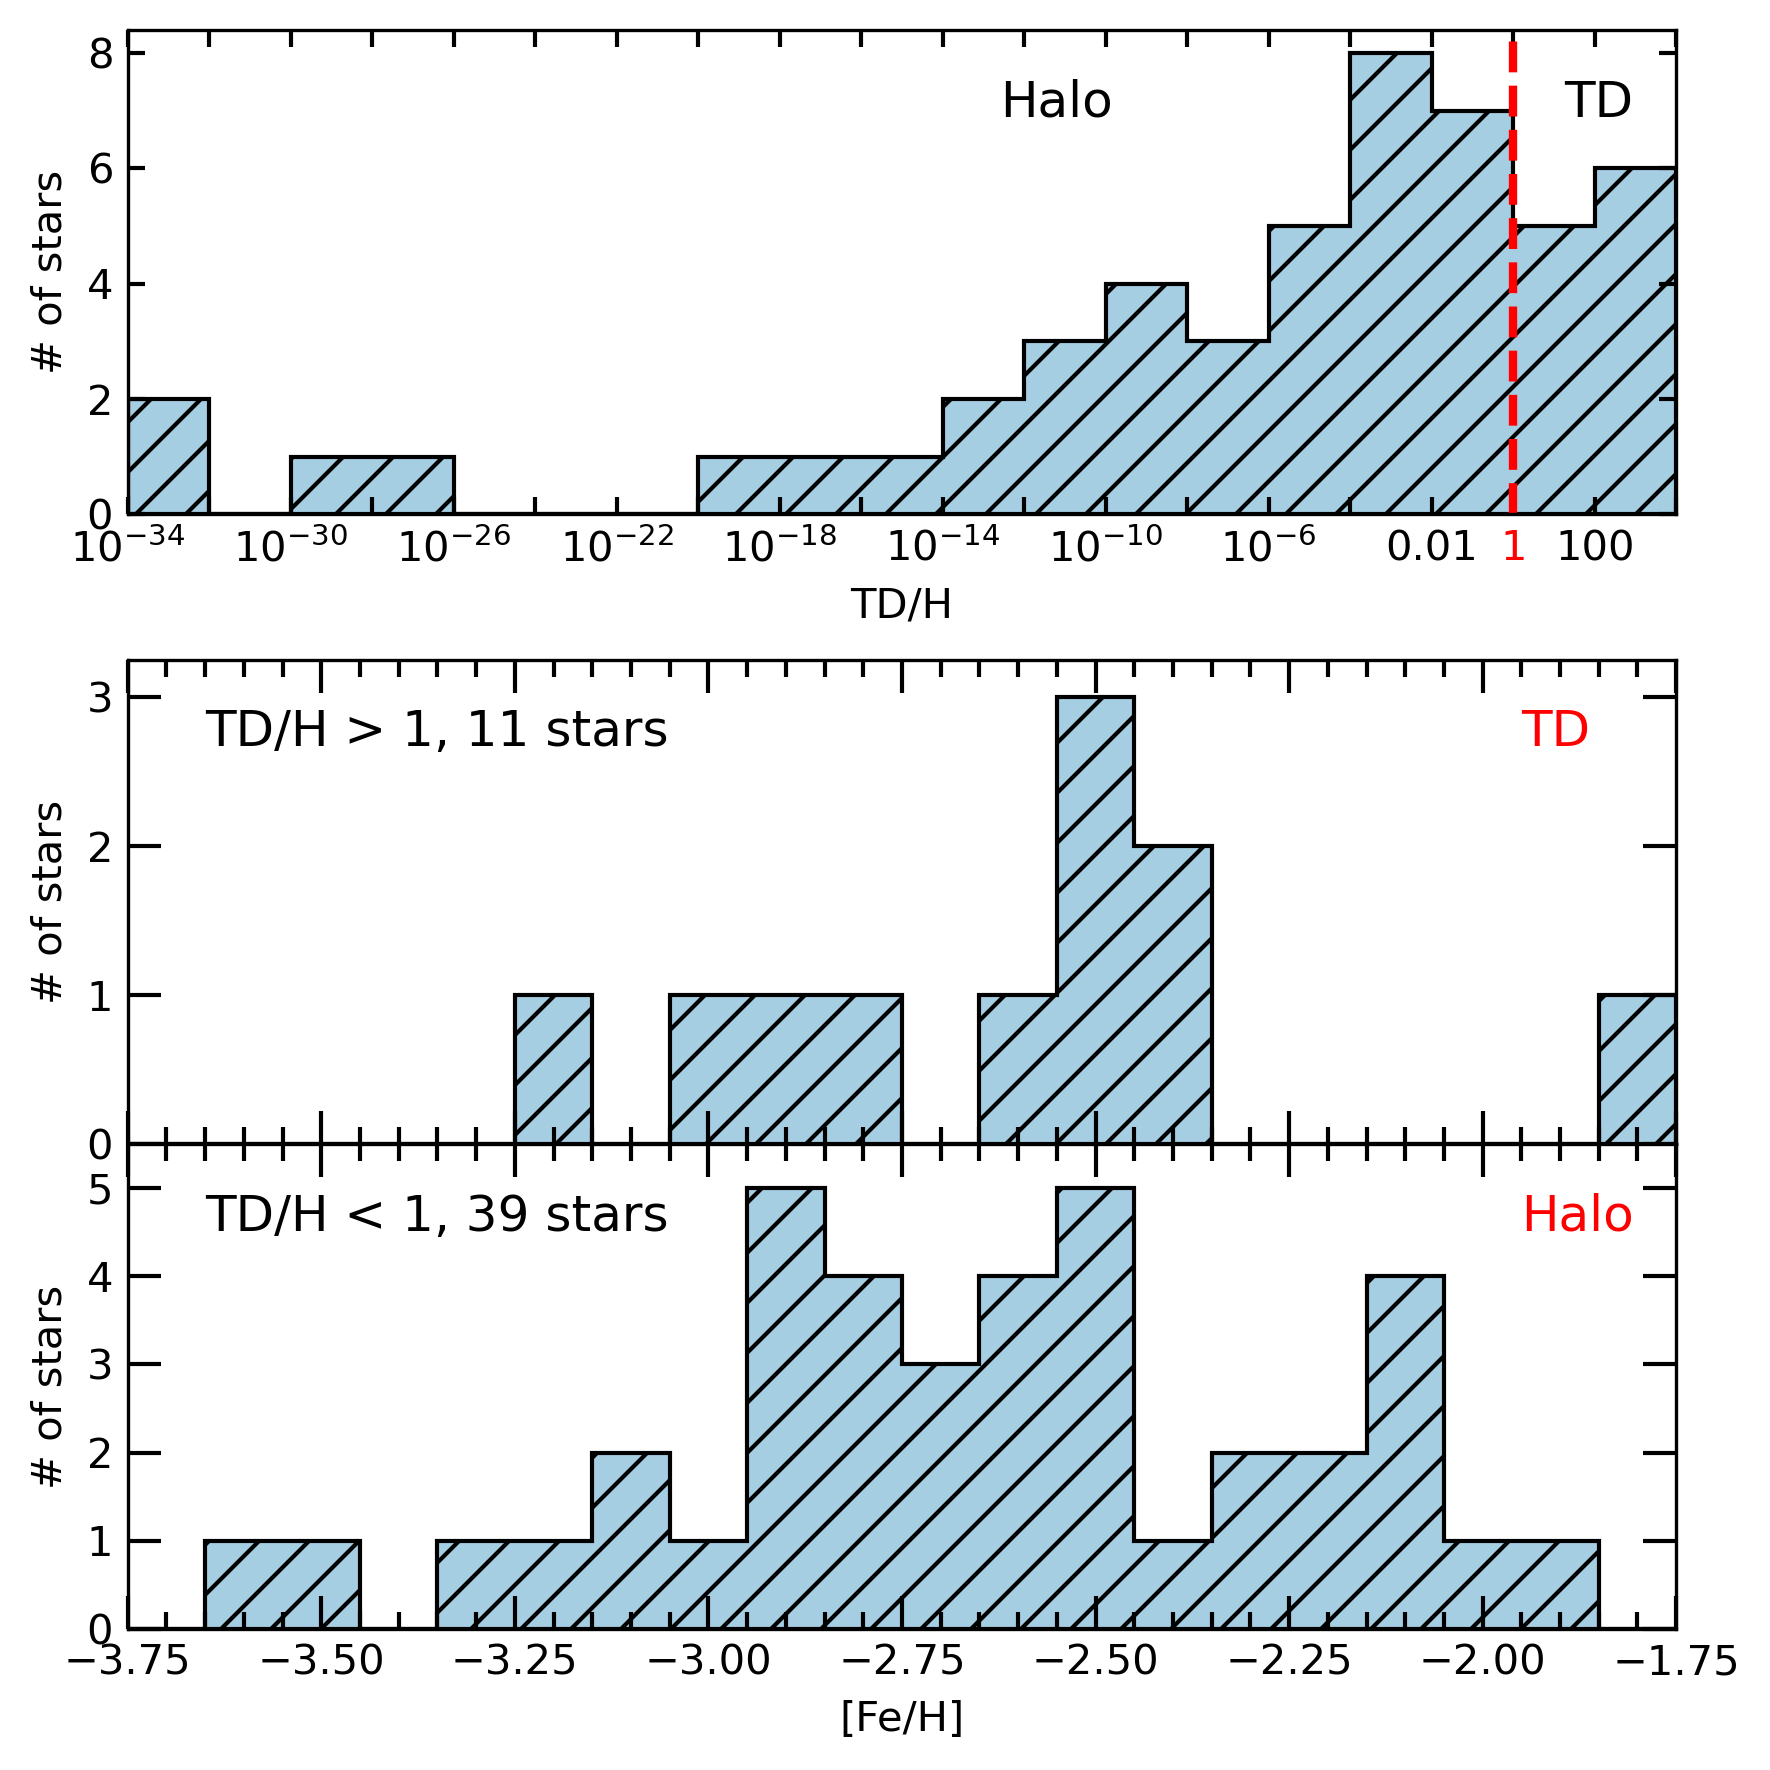 8
6
4
2
0
# of stars
Halo
TD
10⁻³⁴ 10⁻³⁰ 10⁻²⁶ 10⁻²² 10⁻¹⁸ 10⁻¹⁴ 10⁻¹⁰ 10⁻⁶ 0.01 1 100
TD/H
3
2
1
0
# of stars
TD/H > 1, 11 stars
TD
5
4
3
2
1
0
# of stars
TD/H < 1, 39 stars
Halo
−3.75 −3.50 −3.25 −3.00 −2.75 −2.50 −2.25 −2.00 −1.75
[Fe/H]